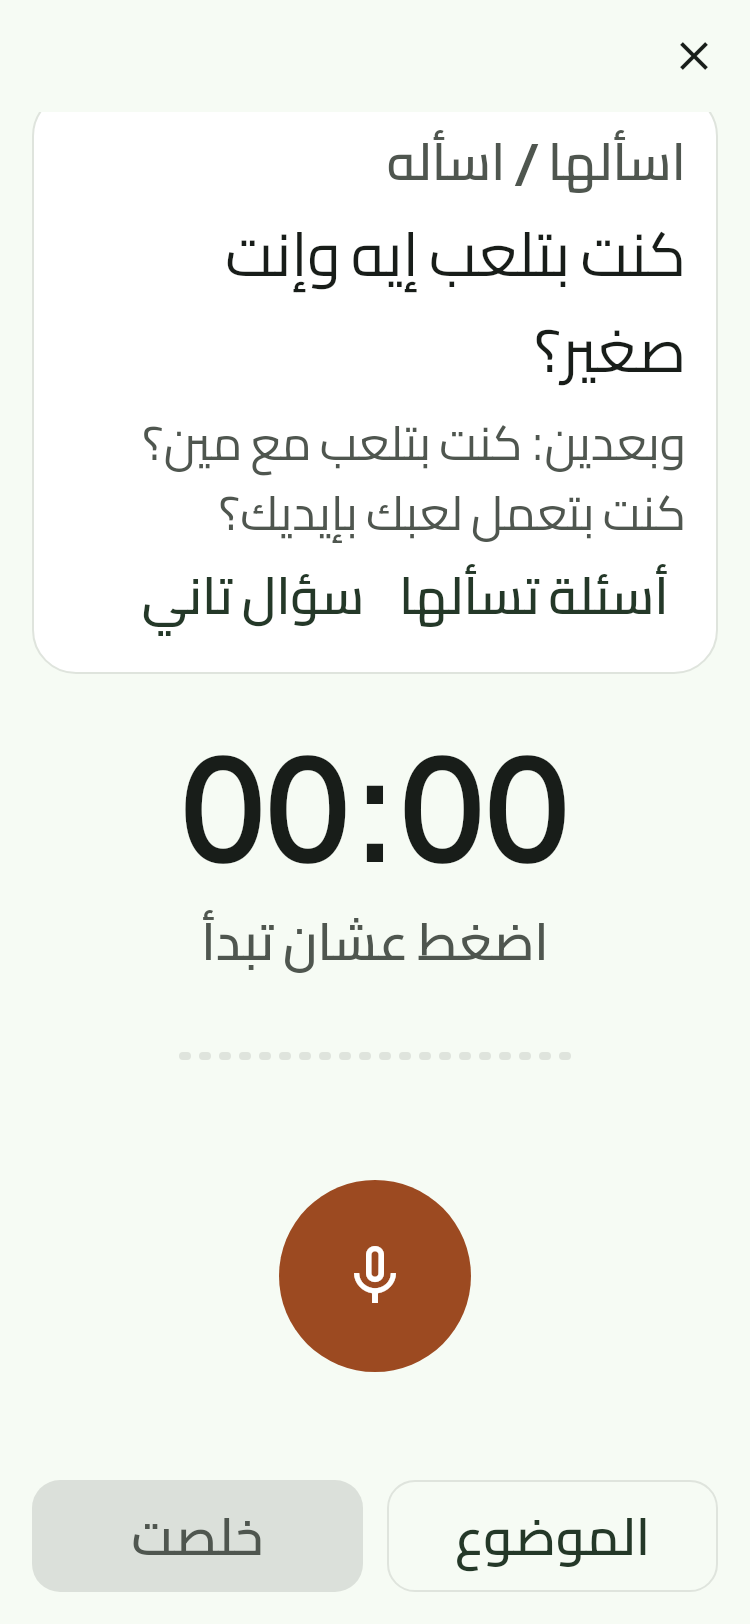 اسألها / اسأله
كنت بتلعب إيه وإنت
صغير؟
وبعدين: كنت بتلعب مع مين؟
كنت بتعمل لعبك بإيديك؟
أسئلة تسألها سؤال تاني
00:00
اضغط عشان تبدأ
الموضوع خلصت